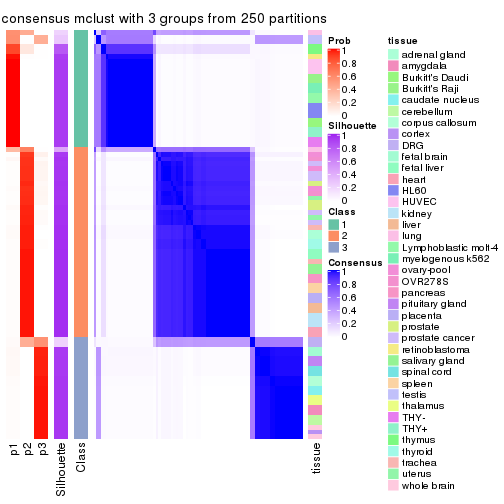 consensus mclust with 3 groups from 250 partitions
Prob
1
0.8
0.6
0.4
0.2
0
Silhouette
1
0.8
0.6
0.4
0.2
0
Class
1
2
3
Consensus
1
0.8
0.6
0.4
0.2
0
tissue
adrenal gland
amygdala
Burkitt's Daudi
Burkitt's Raji
caudate nucleus
cerebellum
corpus callosum
cortex
DRG
fetal brain
fetal liver
heart
HL60
HUVEC
kidney
liver
lung
Lymphoblastic molt-4
myelogenous k562
ovary-pool
OVR278S
pancreas
pituitary gland
placenta
prostate
prostate cancer
retinoblastoma
salivary gland
spinal cord
spleen
testis
thalamus
THY-
THY+
thymus
thyroid
trachea
uterus
whole brain
p1
p2
p3
Silhouette
Class
tissue